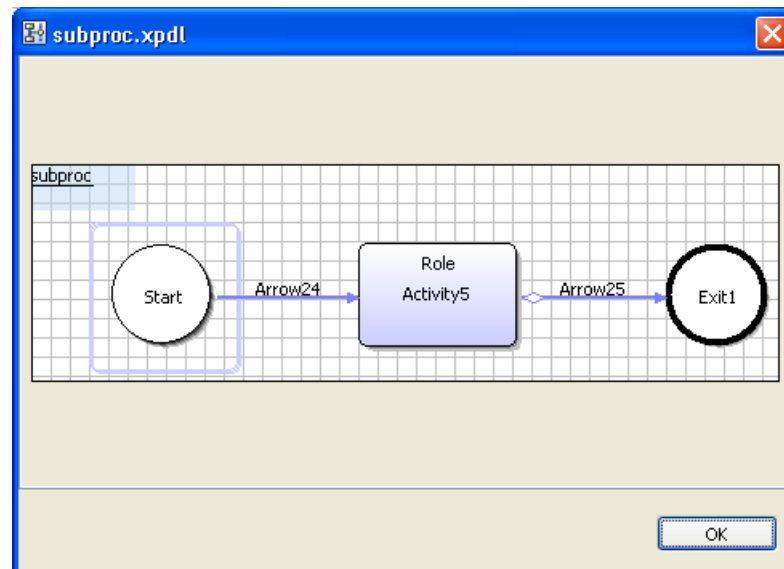 subproc.xpdl
subproc
Role
Start
Arrow24
Activity5
Arrow25
Exit1
OK